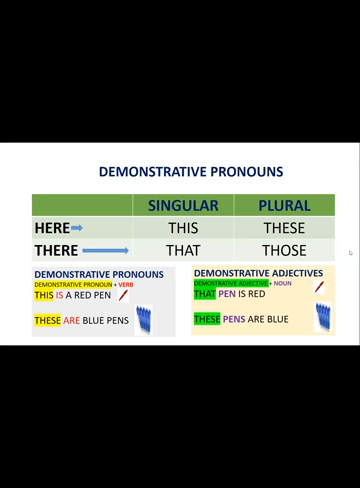 DEMONSTRATIVE PRONOUNS
SINGULAR PLURAL
HERE THIS THESE
THERE THAT THOSE
DEMONSTRATIVE PRONOUNS
DEMONSTRATIVE PRONOUN + VERB
THIS IS A RED PEN
THESE ARE BLUE PENS
DEMONSTRATIVE ADJECTIVES
DEMOSTRATIVE ADJECTIVE + NOUN
THAT PEN IS RED
THESE PENS ARE BLUE